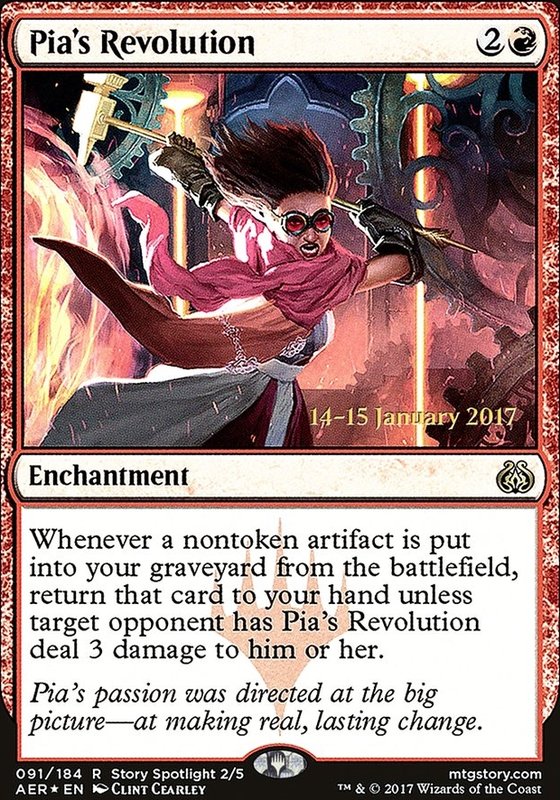 Pia's Revolution 2
14-15 January 2017
Enchantment
Whenever a nontoken artifact is put
into your graveyard from the battlefield,
return that card to your hand unless
target opponent has Pia's Revolution
deal 3 damage to him or her.
Pia's passion was directed at the big
picture—at making real, lasting change.
091/184 R Story Spotlight 2/5 mtgstory.com
AER★EN Clint Cearley ™ & © 2017 Wizards of the Coast